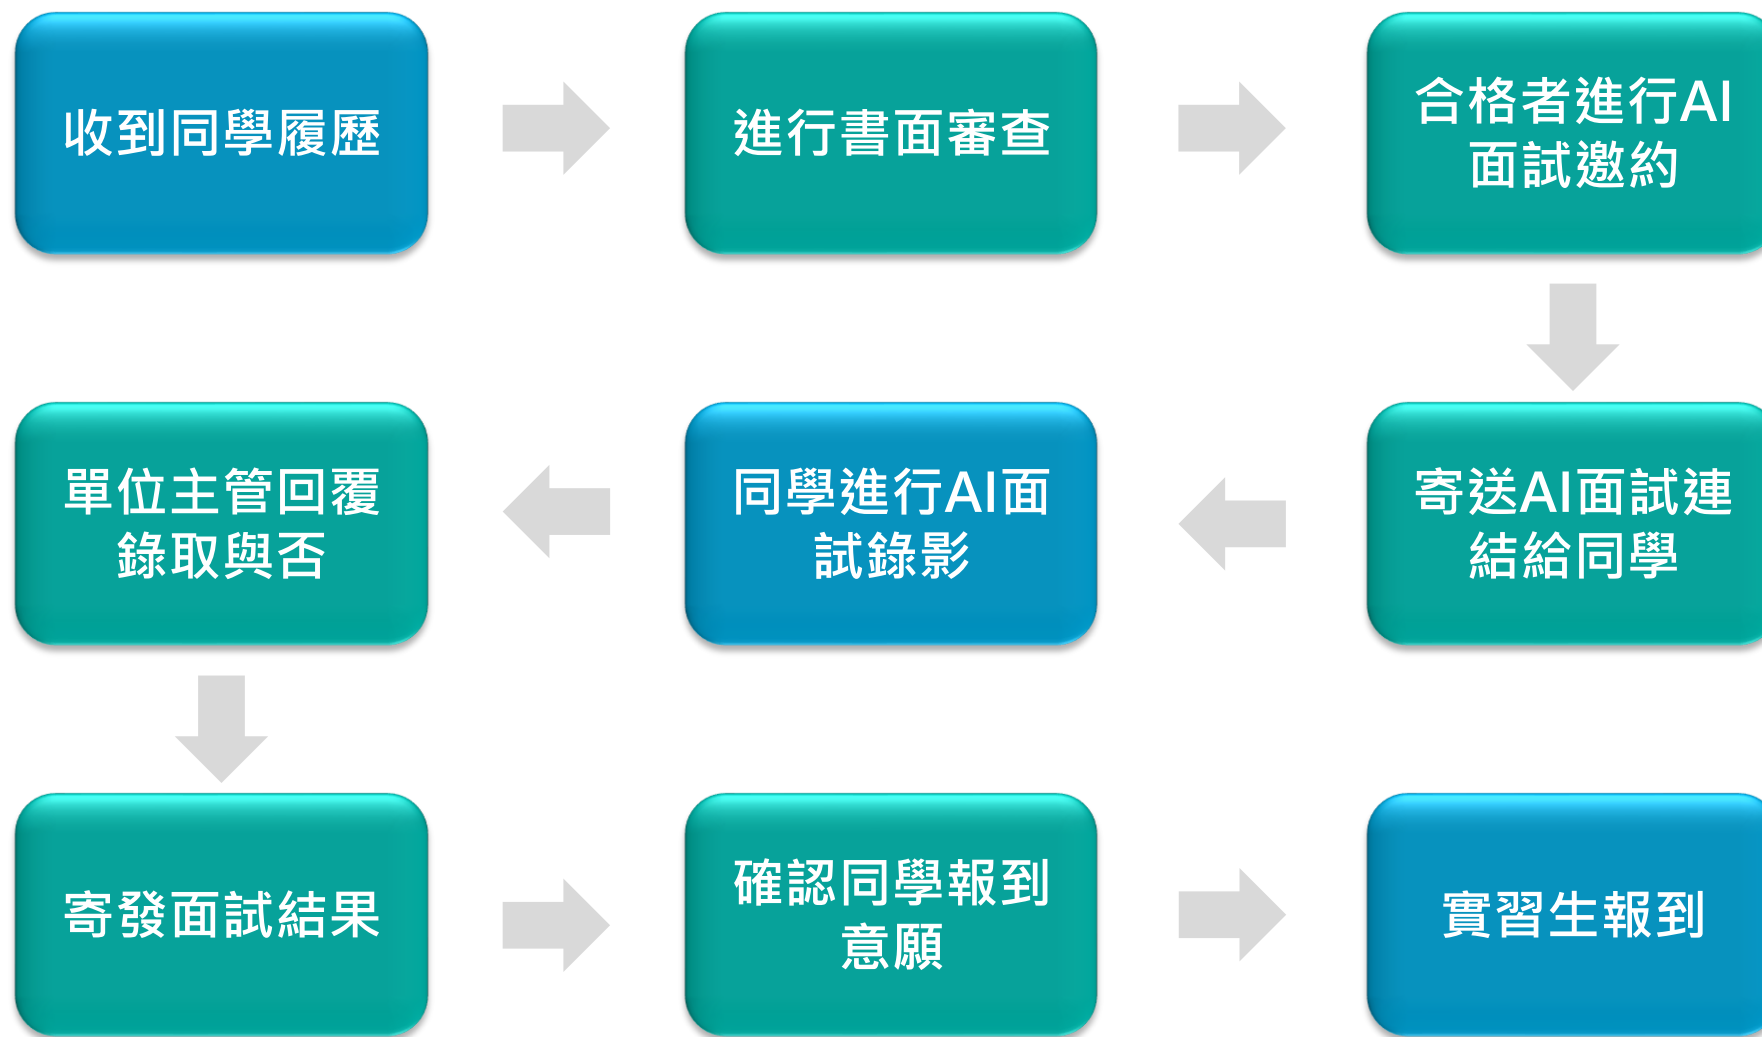 收到同學履歷
進行書面審查
合格者進行AI
面試邀約
寄送AI面試連
結給同學
同學進行AI面
試錄影
單位主管回覆
錄取與否
寄發面試結果
確認同學報到
意願
實習生報到